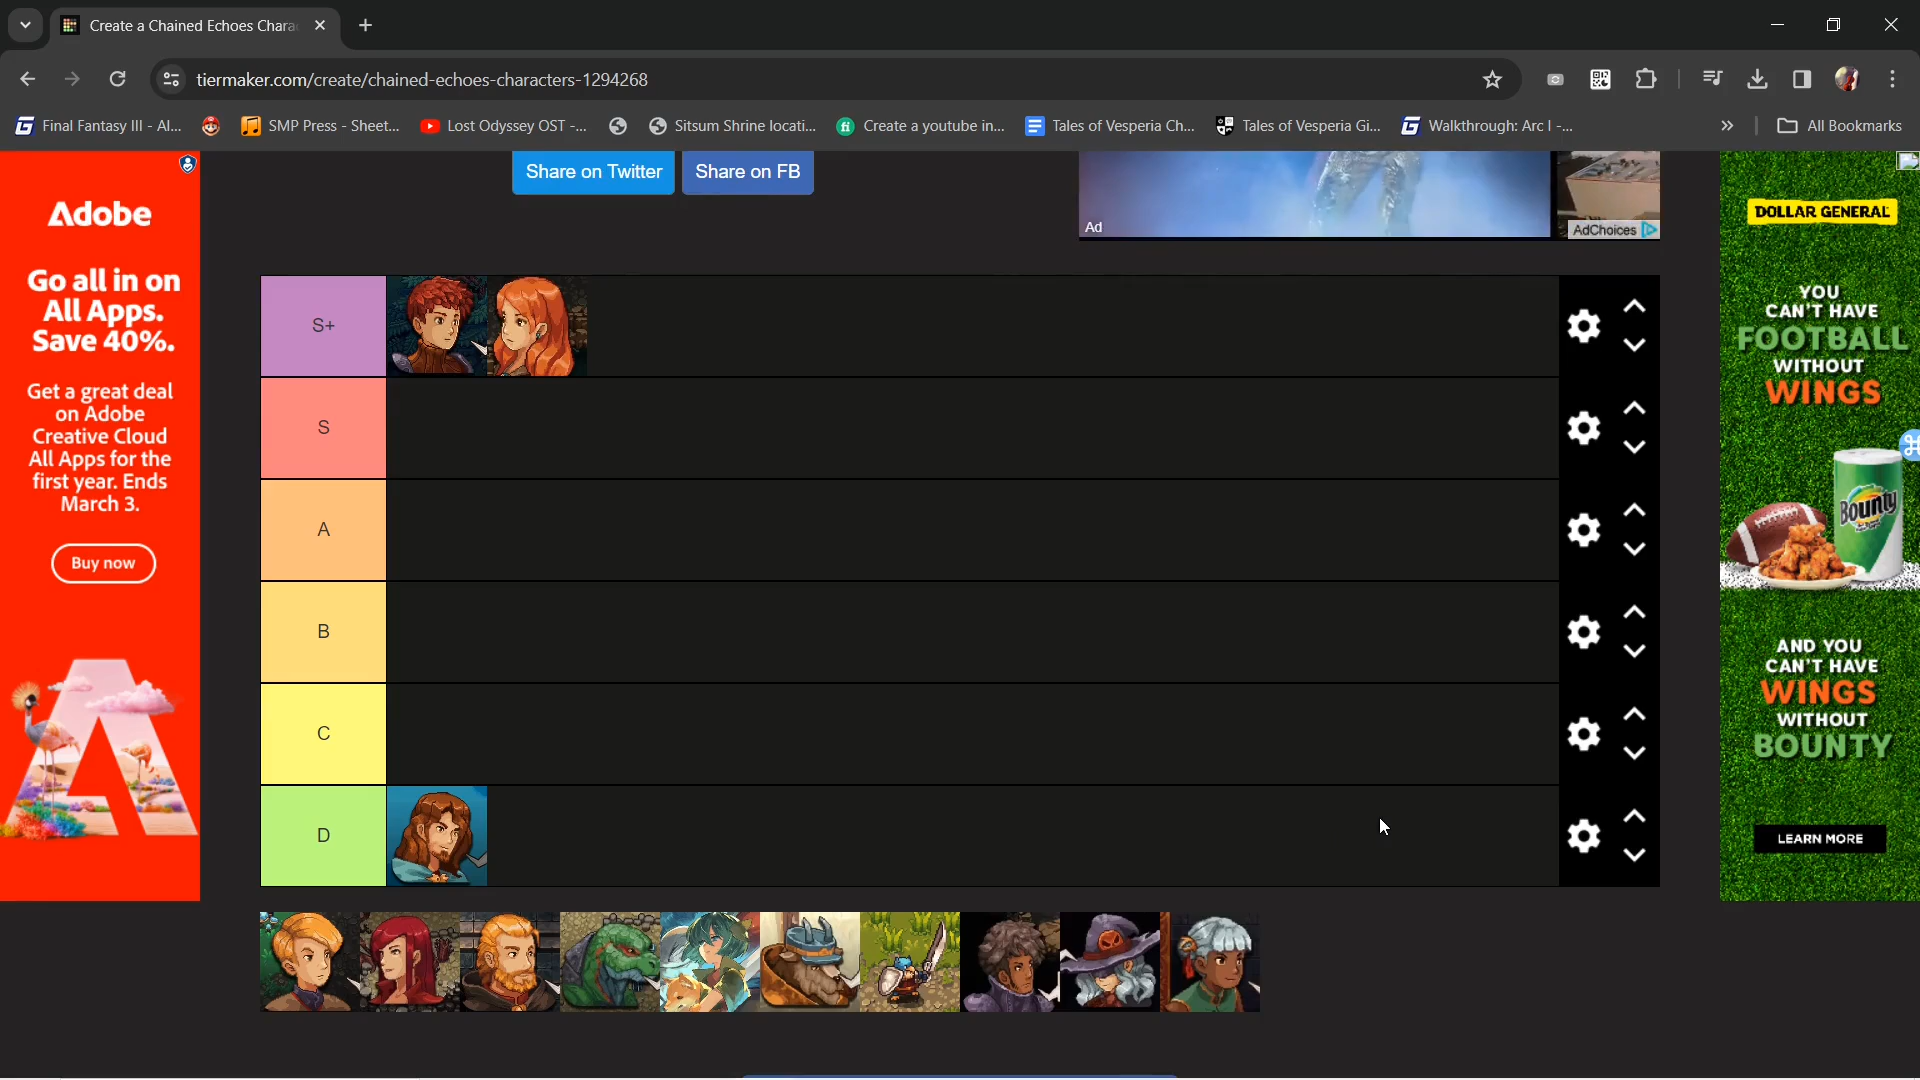 Create a Chained Echoes Chara
tiermaker.com/create/chained-echoes-characters-1294268
Final Fantasy III - Al...
SMP Press - Sheet...
Lost Odyssey OST -...
Sitsum Shrine locati...
Create a youtube in...
Tales of Vesperia Ch...
Tales of Vesperia Gi...
Walkthrough: Arc I -...
All Bookmarks
Share on Twitter
Share on FB
Ad
AdChoices
Adobe
Go all in on
All Apps.
Save 40%.
Get a great deal
on Adobe
Creative Cloud
All Apps for the
first year. Ends
March 3.
Buy now
S+
S
A
B
C
D
DOLLAR GENERAL
YOU
CAN'T HAVE
FOOTBALL
WITHOUT
WINGS
Bounty
AND YOU
CAN'T HAVE
WINGS
WITHOUT
BOUNTY
LEARN MORE